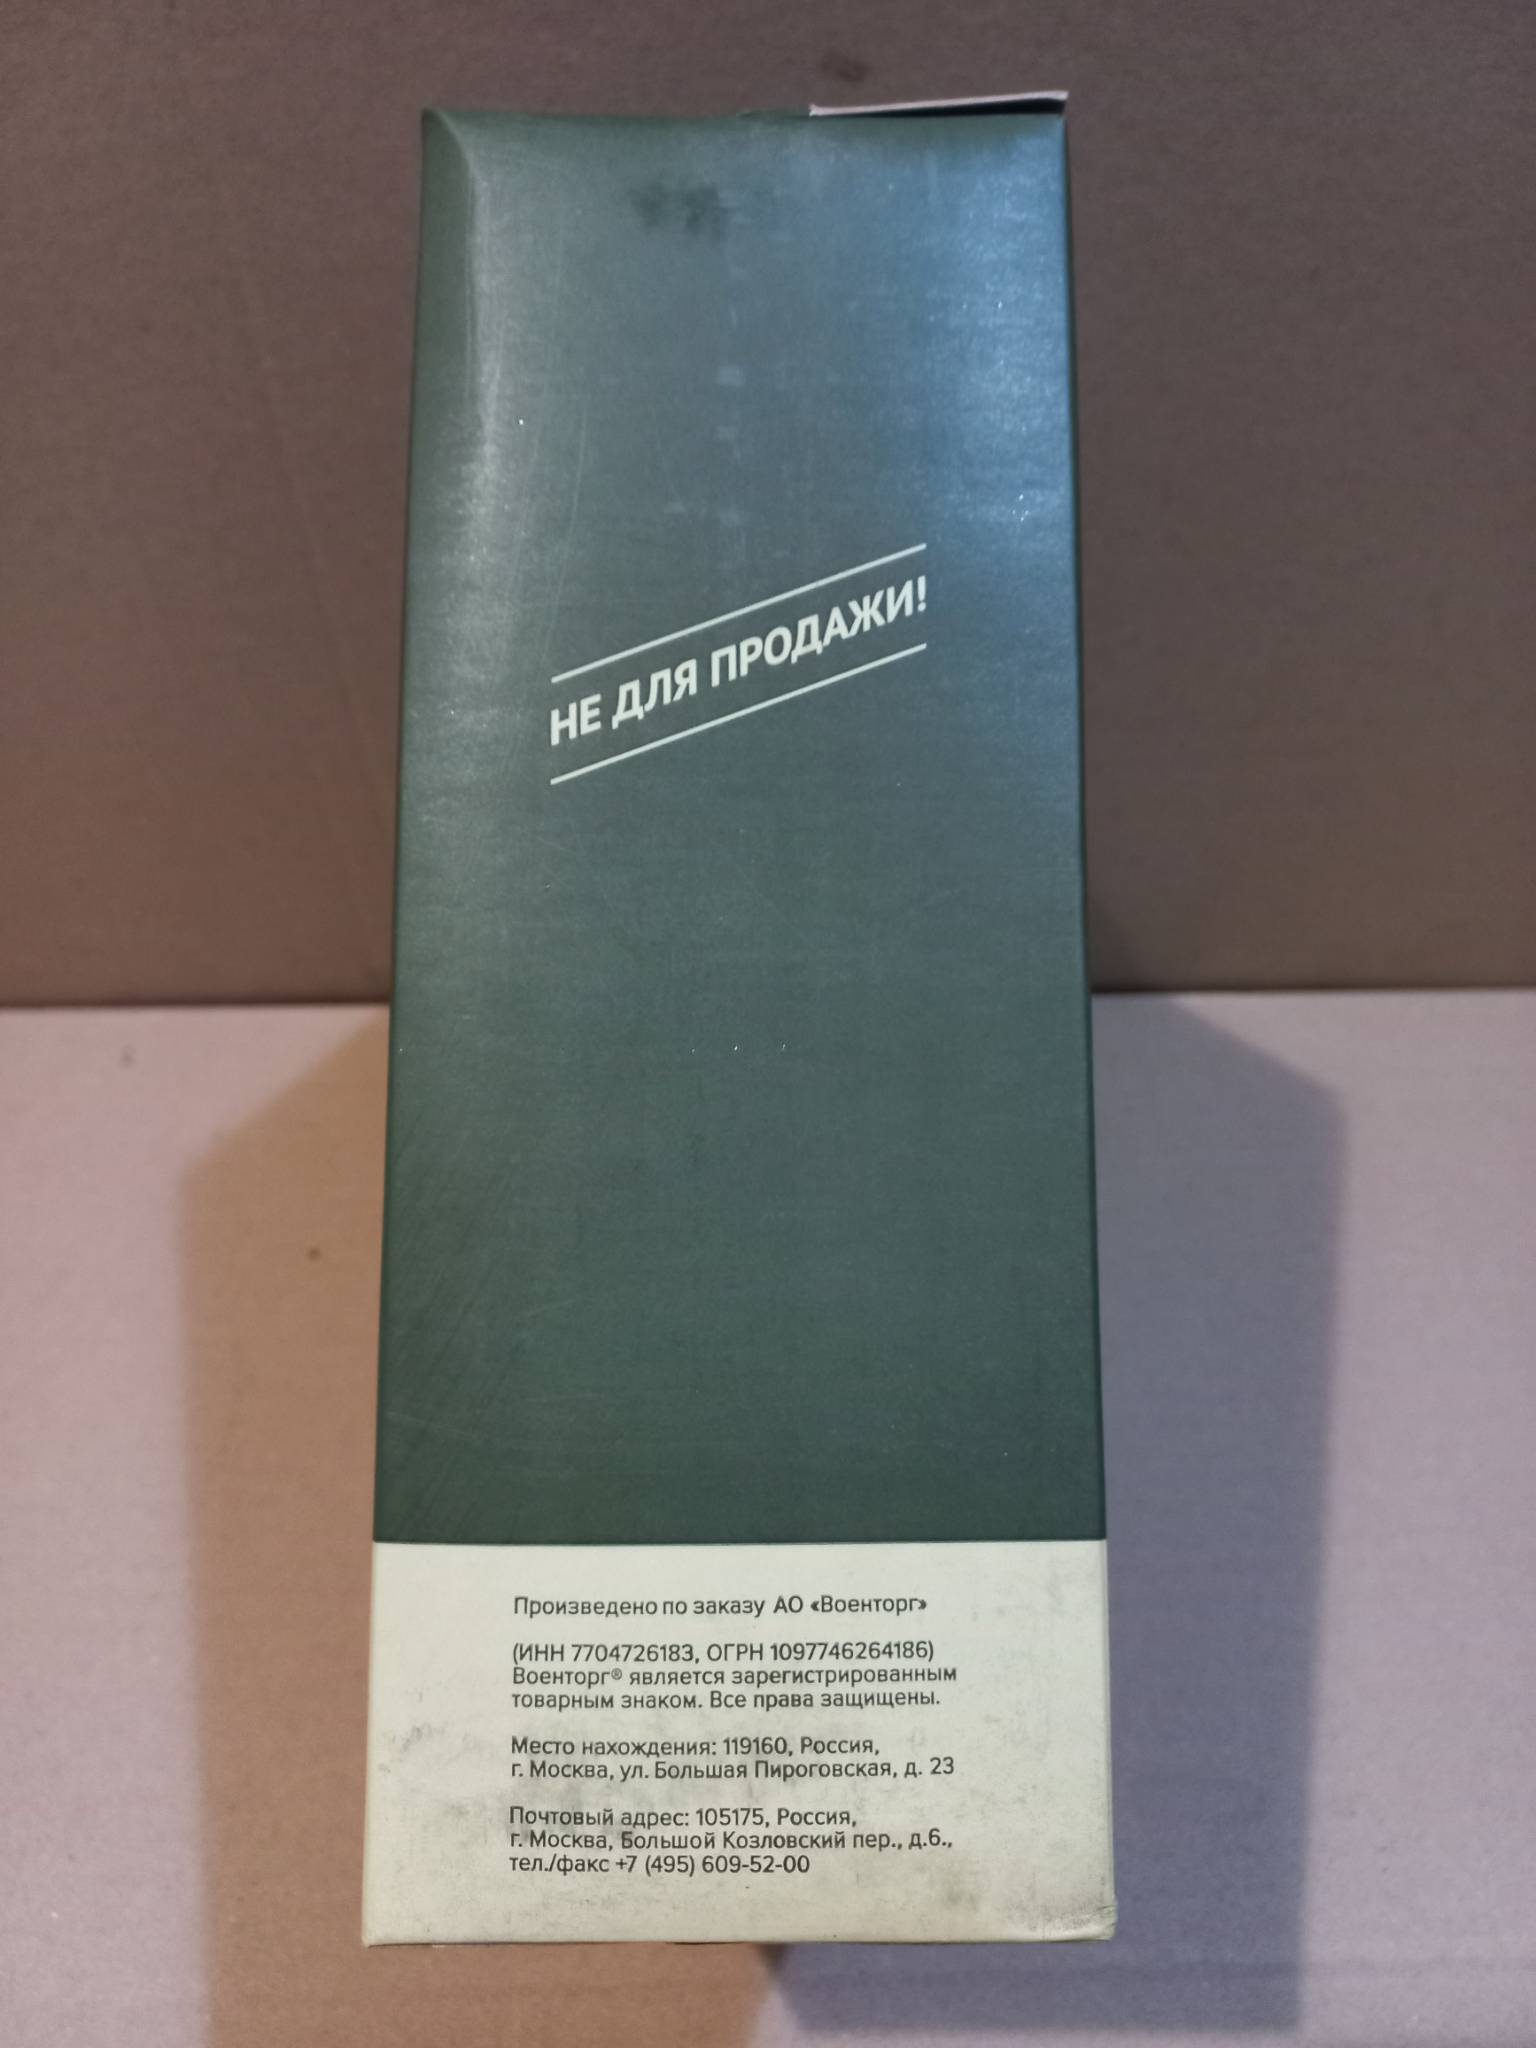 НЕ ДЛЯ ПРОДАЖИ!
Произведено по заказу АО «Военторг»
(ИНН 7704726183, ОГРН 1097746264186)
Военторг® является зарегистрированным
товарным знаком. Все права защищены.
Место нахождения: 119160, Россия,
г. Москва, ул. Большая Пироговская, д. 23
Почтовый адрес: 105175, Россия,
г. Москва, Большой Козловский пер., д.6.,
тел./факс +7 (495) 609-52-00